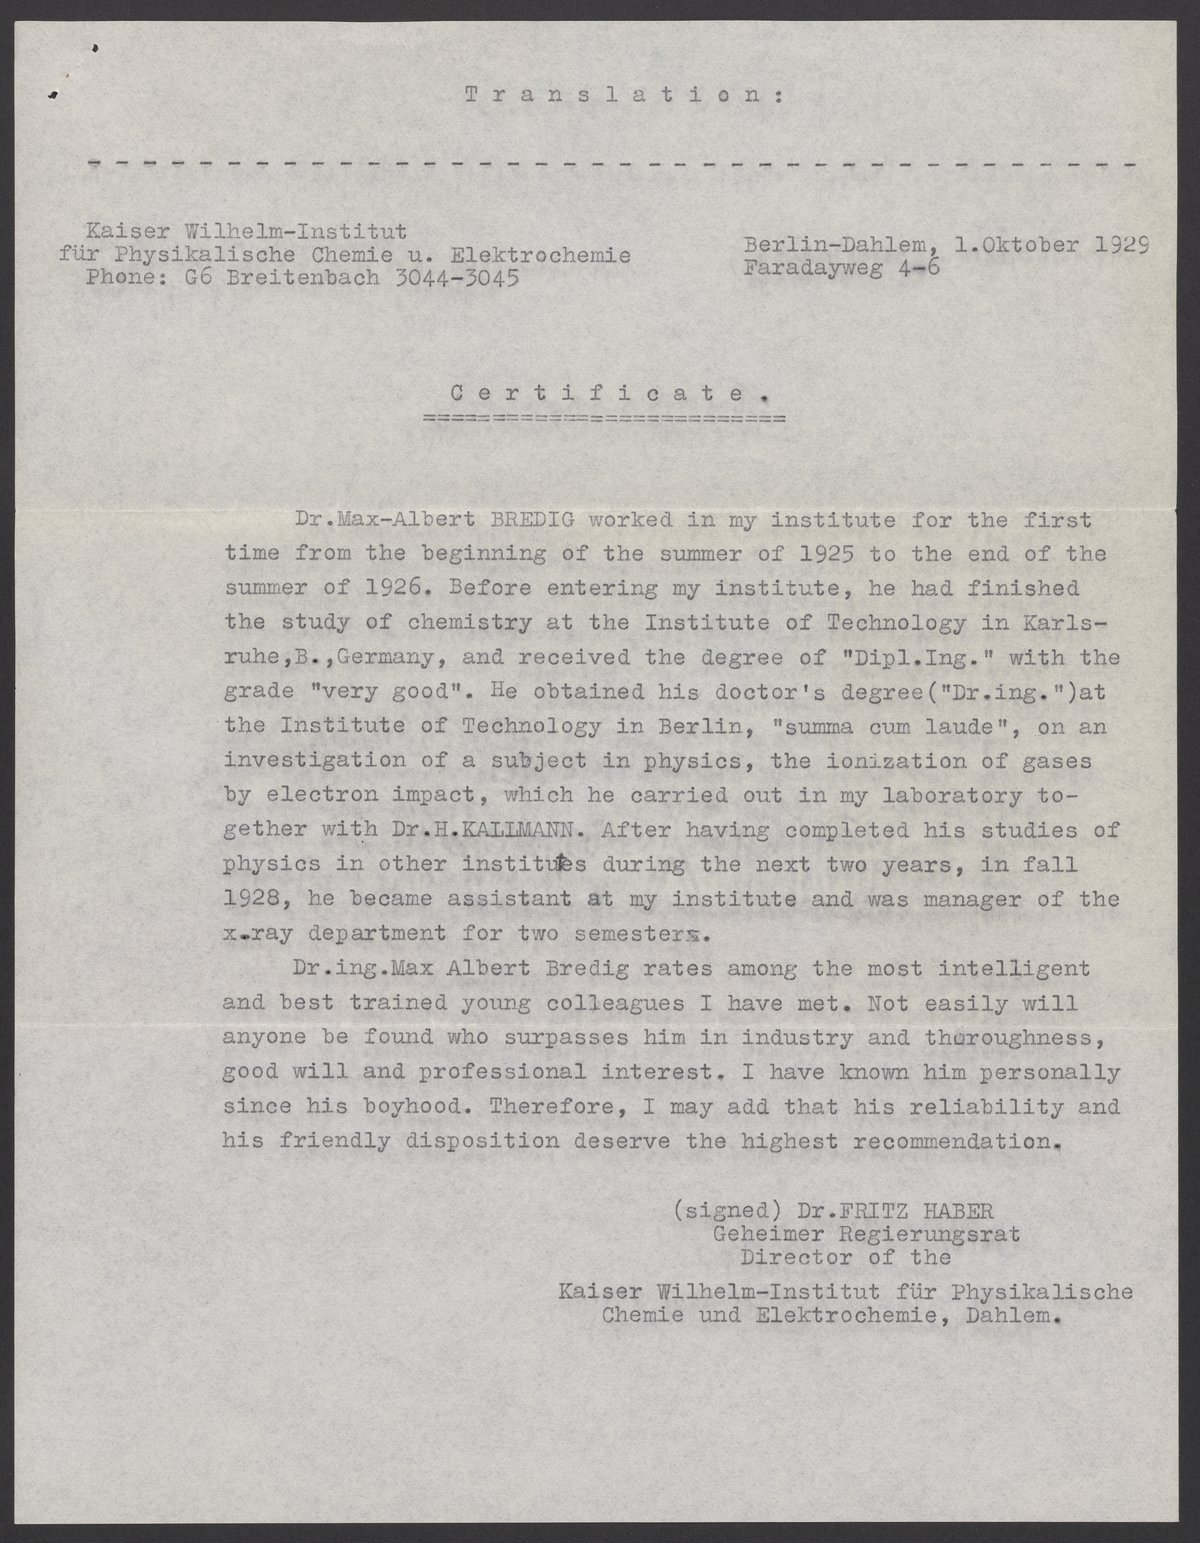 Translation:
- - - - - - - - - - - - - - - - - - - - - - - - - - - - - - - - - - - - - -
Kaiser Wilhelm-Institut
für Physikalische Chemie u. Elektrochemie
Phone: G6 Breitenbach 3044-3045
Berlin-Dahlem, 1.Oktober 1929
Faradayweg 4-6
Certificate.
==========================
Dr.Max-Albert BREDIG worked in my institute for the first
time from the beginning of the summer of 1925 to the end of the
summer of 1926. Before entering my institute, he had finished
the study of chemistry at the Institute of Technology in Karls-
ruhe,B.,Germany, and received the degree of "Dipl.Ing." with the
grade "very good". He obtained his doctor's degree("Dr.ing.")at
the Institute of Technology in Berlin, "summa cum laude", on an
investigation of a subject in physics, the ionization of gases
by electron impact, which he carried out in my laboratory to-
gether with Dr.H.KALLMANN. After having completed his studies of
physics in other institutes during the next two years, in fall
1928, he became assistant at my institute and was manager of the
x-ray department for two semesters.
Dr.ing.Max Albert Bredig rates among the most intelligent
and best trained young colleagues I have met. Not easily will
anyone be found who surpasses him in industry and thoroughness,
good will and professional interest. I have known him personally
since his boyhood. Therefore, I may add that his reliability and
his friendly disposition deserve the highest recommendation.
(signed) Dr.FRITZ HABER
Geheimer Regierungsrat
Director of the
Kaiser Wilhelm-Institut für Physikalische
Chemie und Elektrochemie, Dahlem.